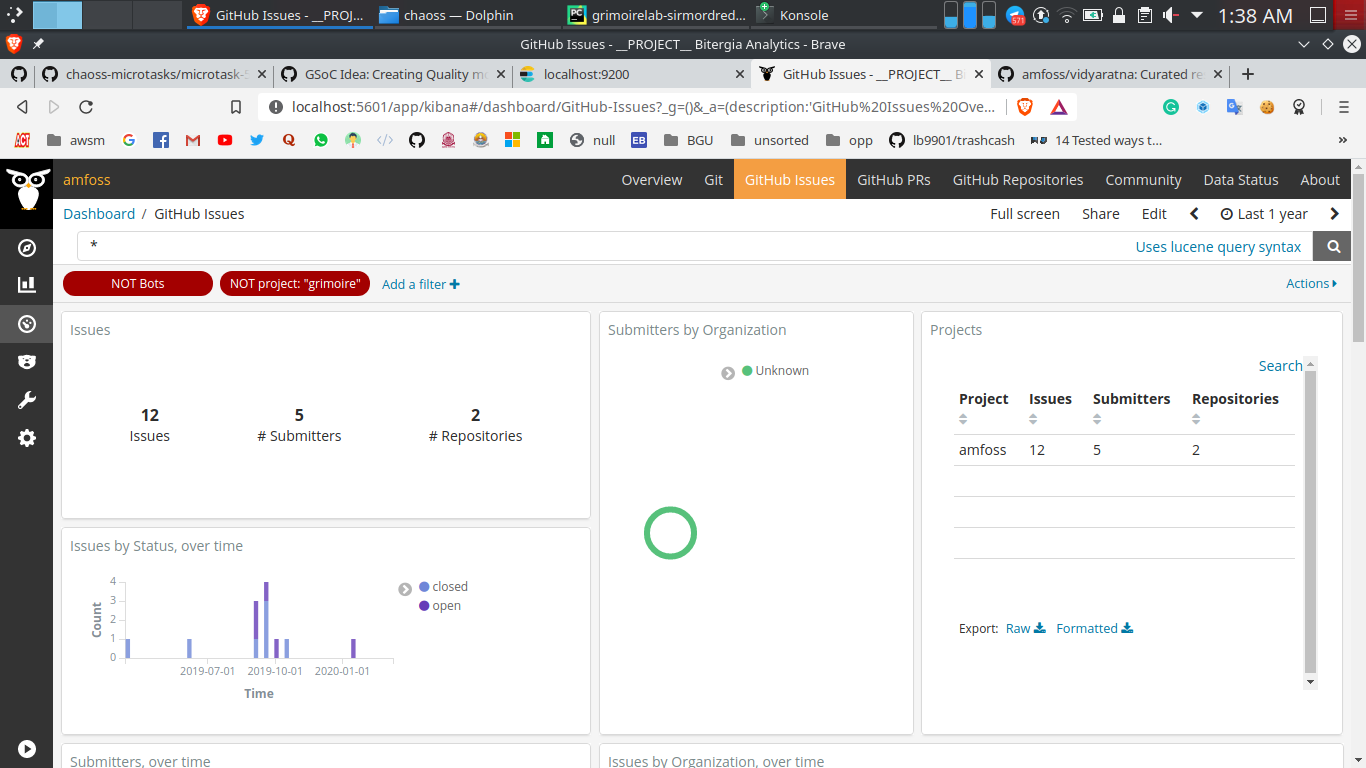 GitHub Issues - __PROJ...
chaoss — Dolphin
grimoirelab-sirmordred...
Konsole
571
1:38 AM
GitHub Issues - __PROJECT__ Bitergia Analytics - Brave
chaoss-microtasks/microtask-
GSoC Idea: Creating Quality m
localhost:9200
GitHub Issues - __PROJECT__ B
amfoss/vidyaratna: Curated re
localhost:5601/app/kibana#/dashboard/GitHub-Issues?_g=()&_a=(description:'GitHub%20Issues%20Ove...
ACT
awsm
null
EB
BGU
unsorted
opp
lb9901/trashcash
14 Tested ways t...
»
amfoss
Overview
Git
GitHub Issues
GitHub PRs
GitHub Repositories
Community
Data Status
About
Dashboard / GitHub Issues
Full screen
Share
Edit
Last 1 year
*
Uses lucene query syntax
NOT Bots
NOT project: "grimoire"
Add a filter +
Actions
Issues
12
Issues
5
# Submitters
2
# Repositories
Submitters by Organization
Unknown
Projects
Search
Project Issues Submitters Repositories
amfoss 12 5 2
Export: Raw Formatted
Issues by Status, over time
4
3
2
1
0
Count
2019-07-01 2019-10-01 2020-01-01
Time
closed
open
Submitters, over time
Issues by Organization, over time